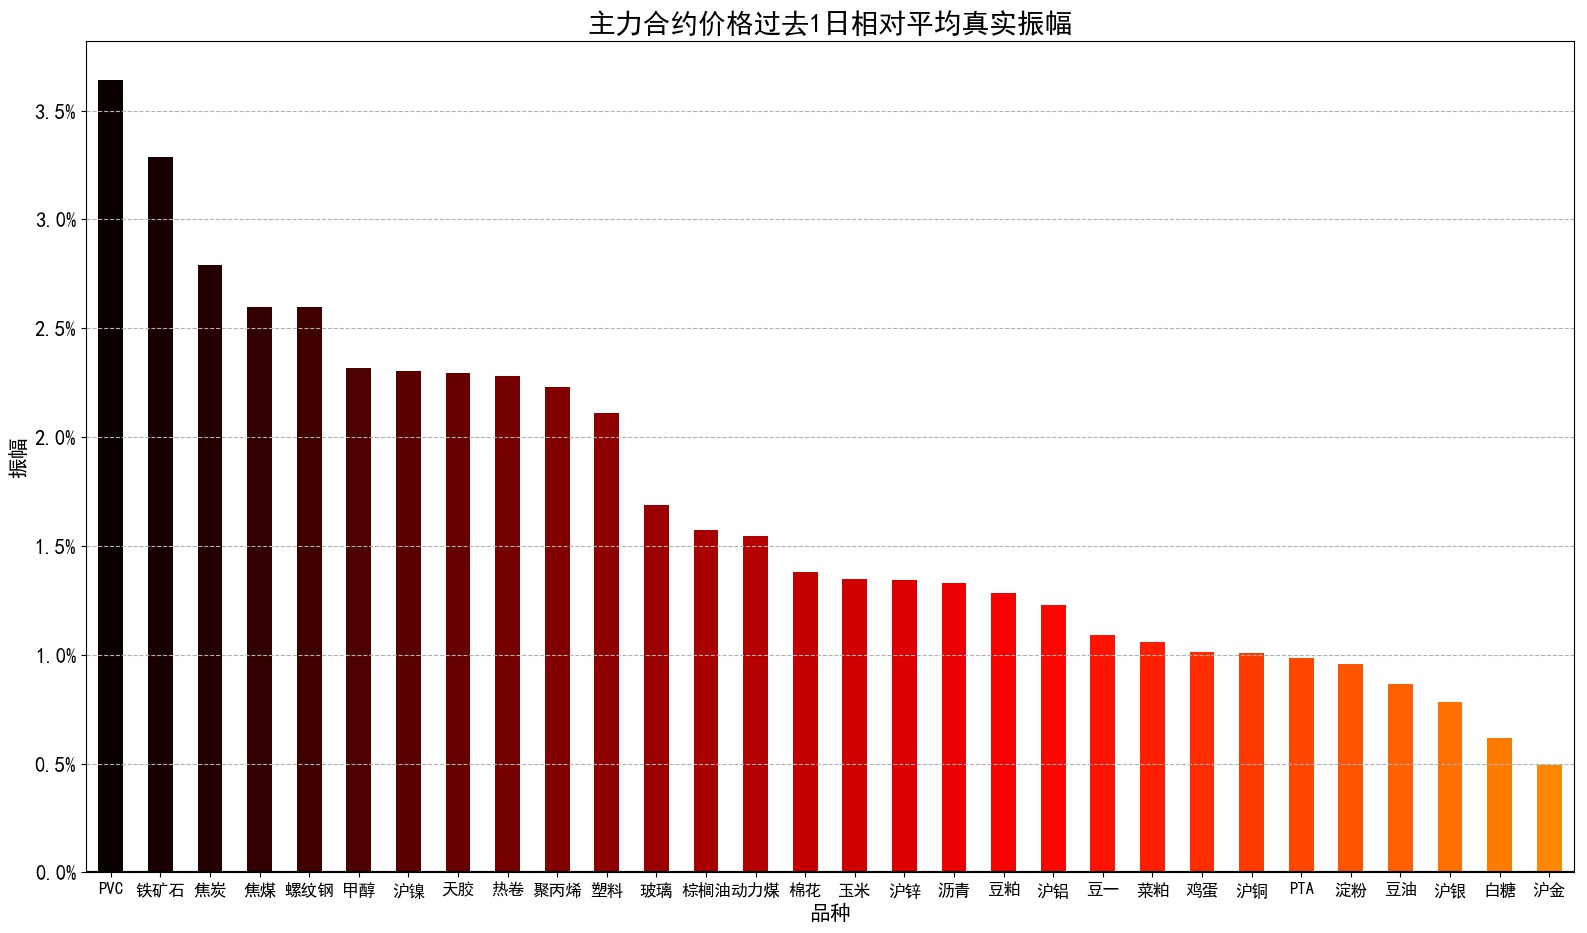 主力合约价格过去1日相对平均真实振幅
振幅
3.5%
3.0%
2.5%
2.0%
1.5%
1.0%
0.5%
0.0%
PVC 铁矿石 焦炭 焦煤 螺纹钢 甲醇 沪镍 天胶 热卷 聚丙烯 塑料 玻璃 棕榈油 动力煤 棉花 玉米 沪锌 沥青 豆粕 沪铝 豆一 菜粕 鸡蛋 沪铜 PTA 淀粉 豆油 沪银 白糖 沪金
品种